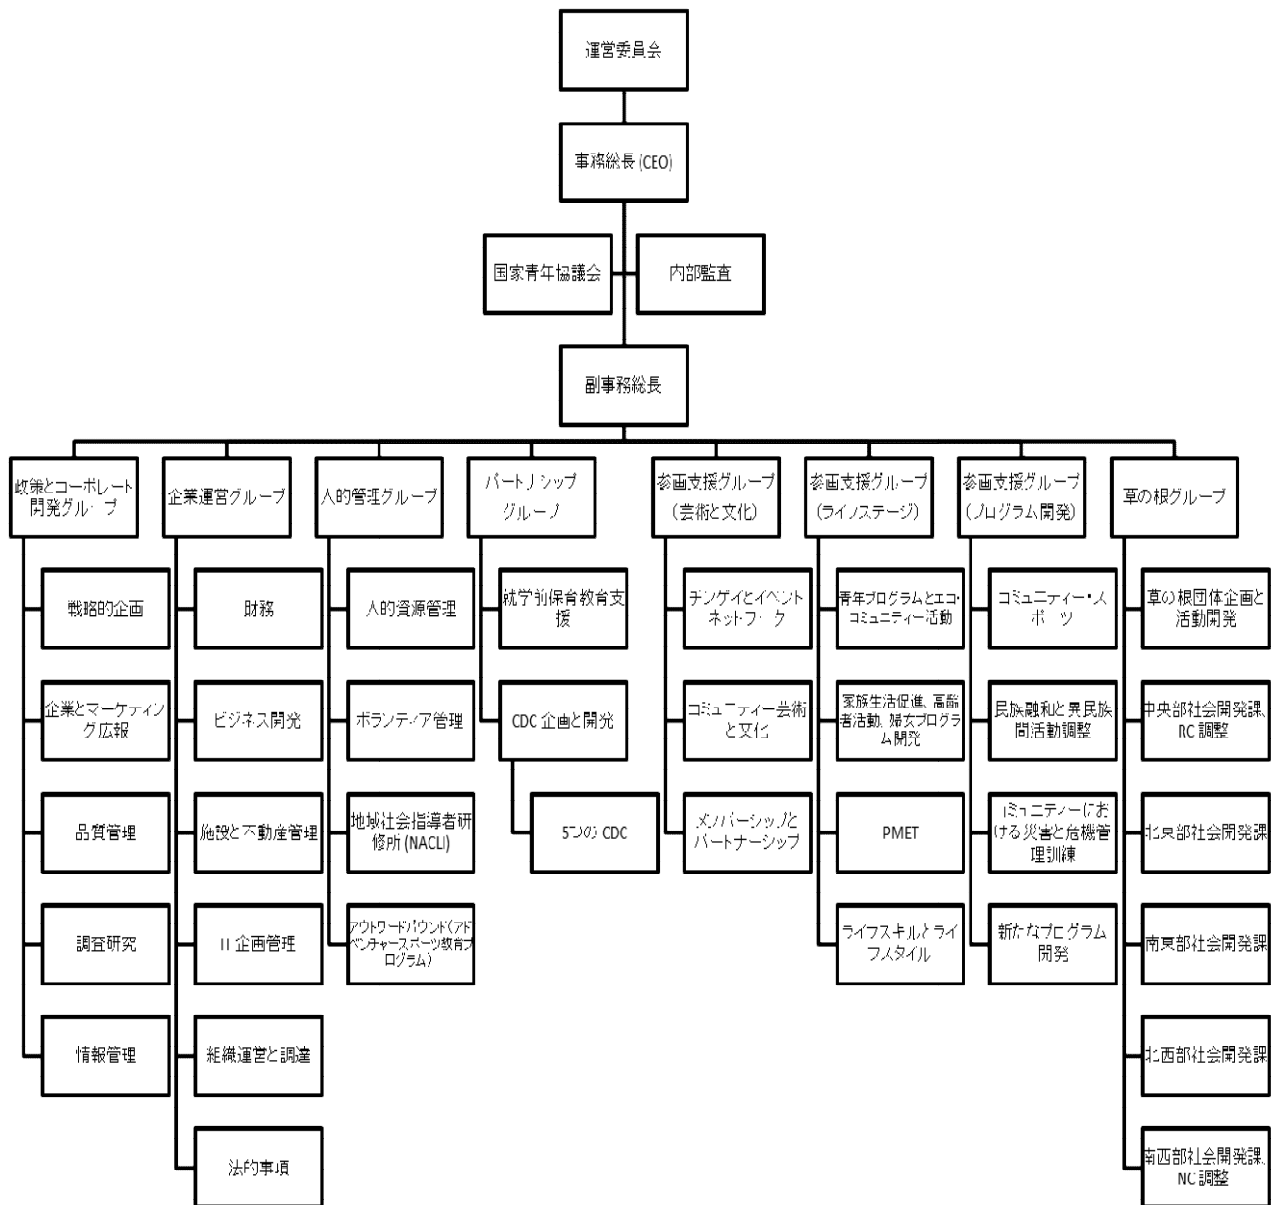 運営委員会
事務総長 (CEO)
国家青年協議会
内部監査
副事務総長
政策とコーポレート
開発グループ
戦略的企画
企業とマーケティン
グ広報
品質管理
調査研究
情報管理
企業運営グループ
財務
ビジネス開発
施設と不動産管理
IT 企画管理
組織運営と調達
法的事項
人的管理グループ
人的資源管理
ボランティア管理
地域社会指導者研
修所 (NACLI)
アウトワードバウンド(アド
ベンチャースポーツ教育プ
ログラム)
パートナシップ
グループ
就学前保育教育支
援
CDC 企画と開発
5つの CDC
参画支援グループ
(芸術と文化)
チンゲイとイベント
ネットワーク
コミュニティー芸術
と文化
メンバーシップと
パートナーシップ
参画支援グループ
(ライフステージ)
青年プログラムとエコ・
コミュニティー活動
家族生活促進、高齢
者活動、婦女プログラ
ム開発
PMET
ライフスキルとライ
フスタイル
参画支援グループ
(プログラム開発)
コミュニティー・ス
ポーツ
民族融和と異民族
間活動調整
コミュニティーにお
ける災害と危機管
理訓練
新たなプログラム
開発
草の根グループ
草の根団体企画と
活動開発
中央部社会開発課、
RC 調整
北東部社会開発課
南東部社会開発課
北西部社会開発課
南西部社会開発課、
NC 調整